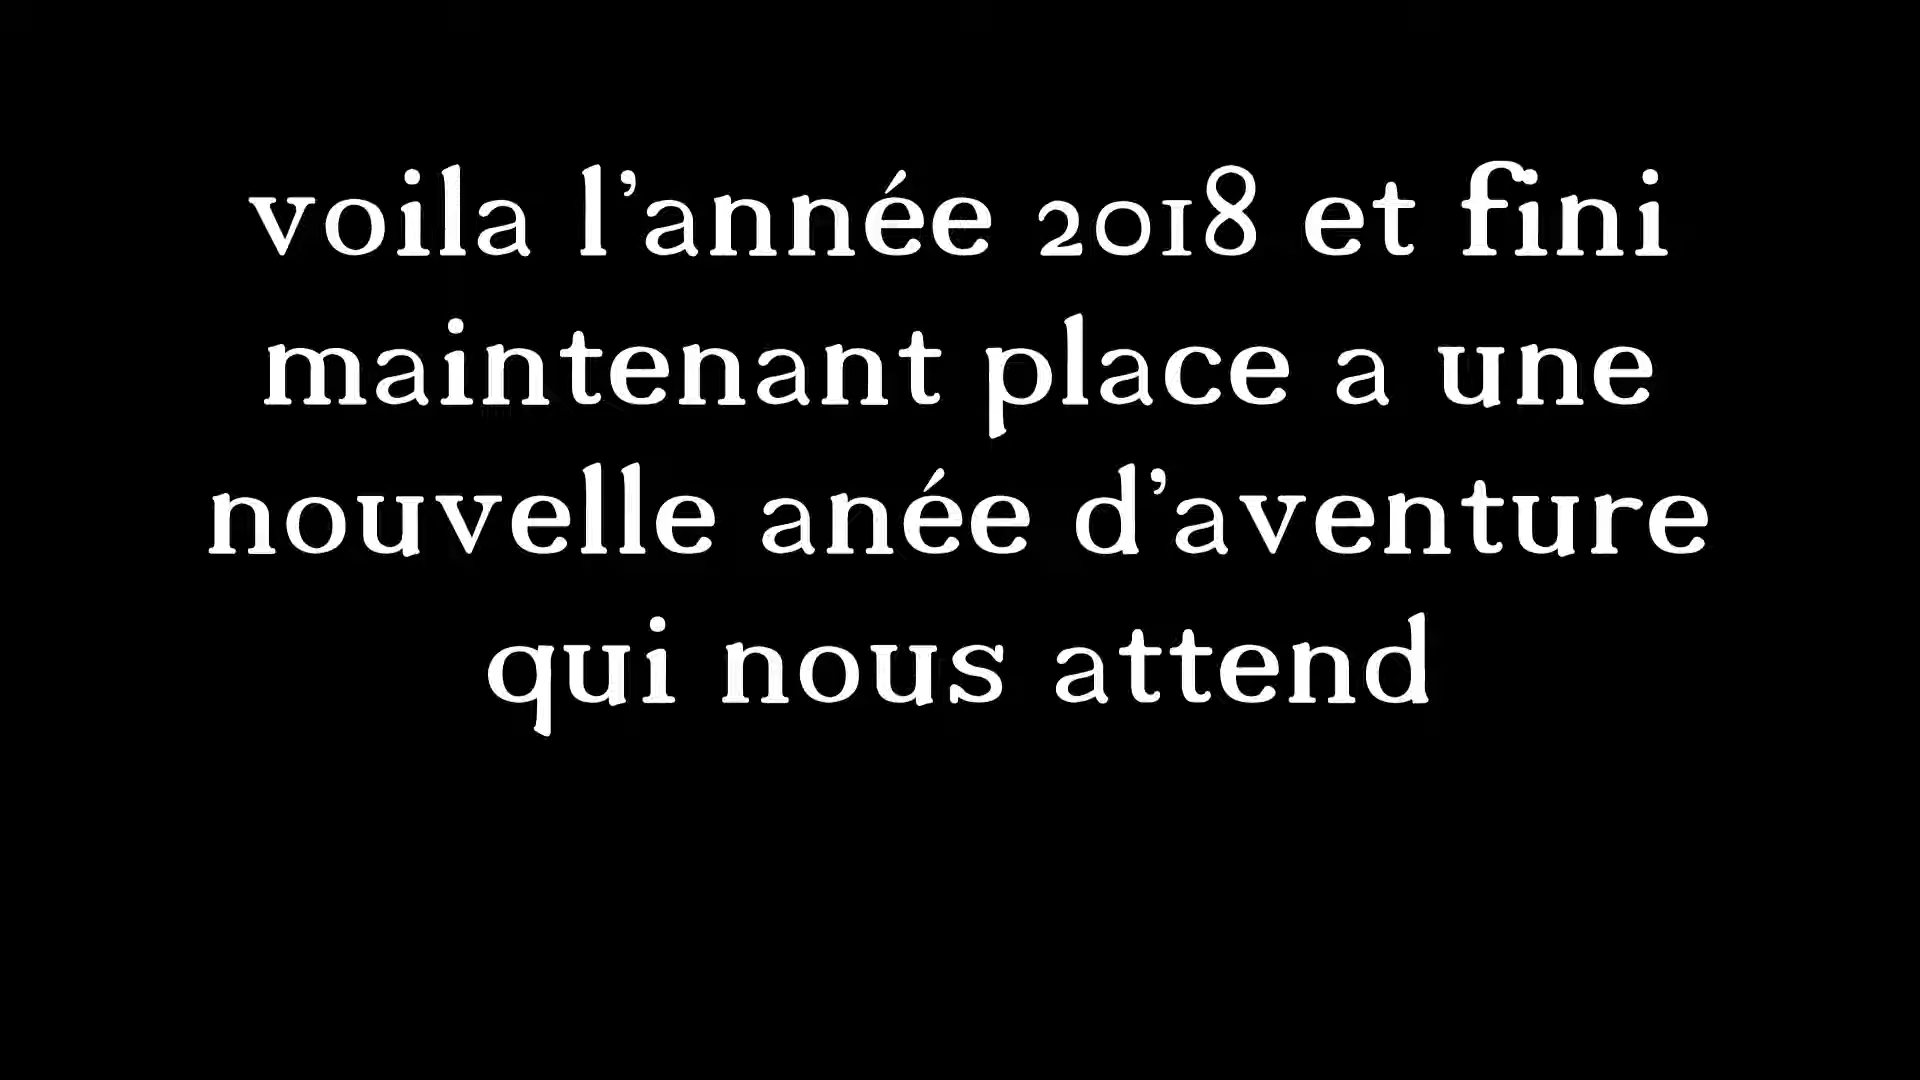 voila l’année 2018 et fini
maintenant place a une
nouvelle anée d’aventure
qui nous attend